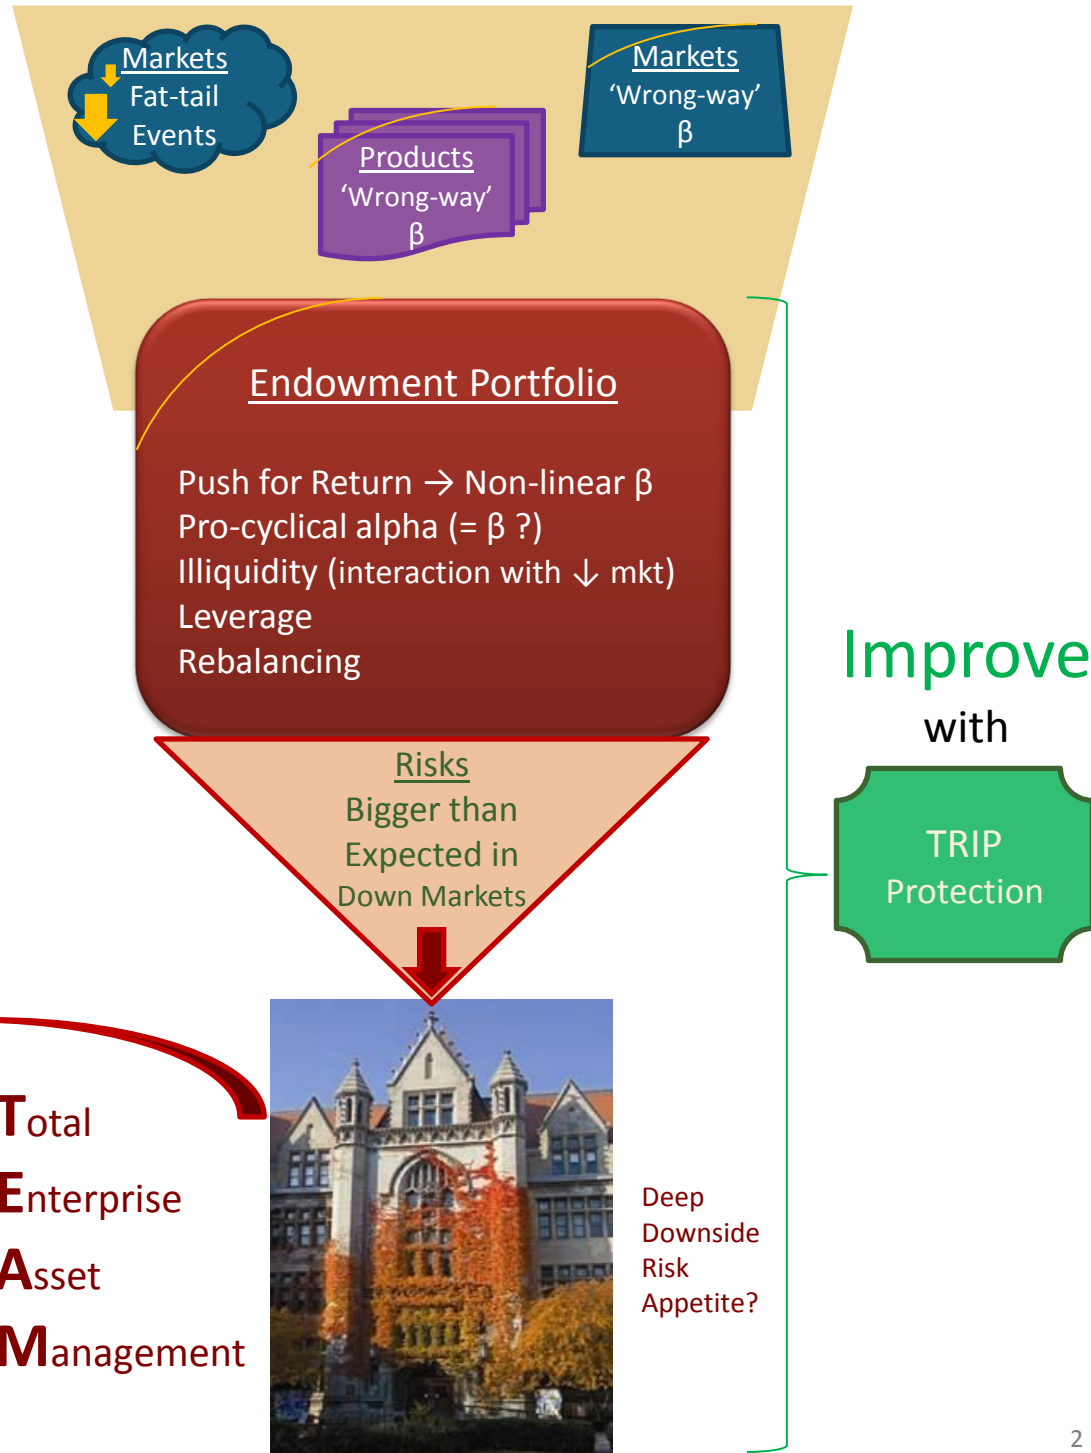 Markets
Fat-tail
Events
Products
‘Wrong-way’
β
Markets
‘Wrong-way’
β
Endowment Portfolio
Push for Return → Non-linear β
Pro-cyclical alpha (= β ?)
Illiquidity (interaction with ↓ mkt)
Leverage
Rebalancing
Risks
Bigger than
Expected in
Down Markets
Improve
with
TRIP
Protection
Total
Enterprise
Asset
Management
Deep
Downside
Risk
Appetite?
2